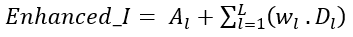 Enhanced_I = A_l + ∑_{l=1}^{L}(w_l . D_l)